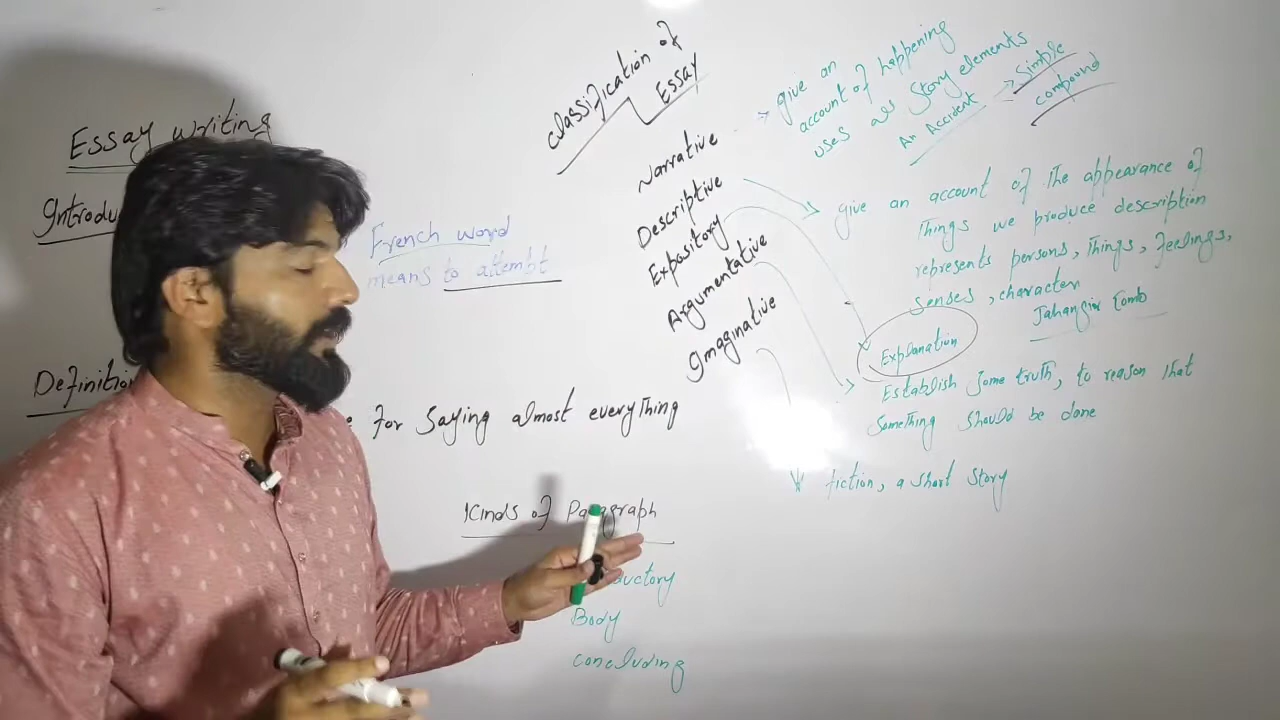 Essay writing
Introdu
French word
means to attempt
Definition
for saying almost everything
Kinds of Paragraph
ductory
Body
concluding
classification of
Essay
Narrative
Descriptive
Expository
Argumentative
Imaginative
give an
account of happening
uses as story elements
An Accident
Simple
compound
give an account of the appearance of
things we produce description
represents persons, things, feelings,
senses, character
Jahangir Tomb
Explanation
Establish some truth, to reason that
something should be done
fiction, a short story